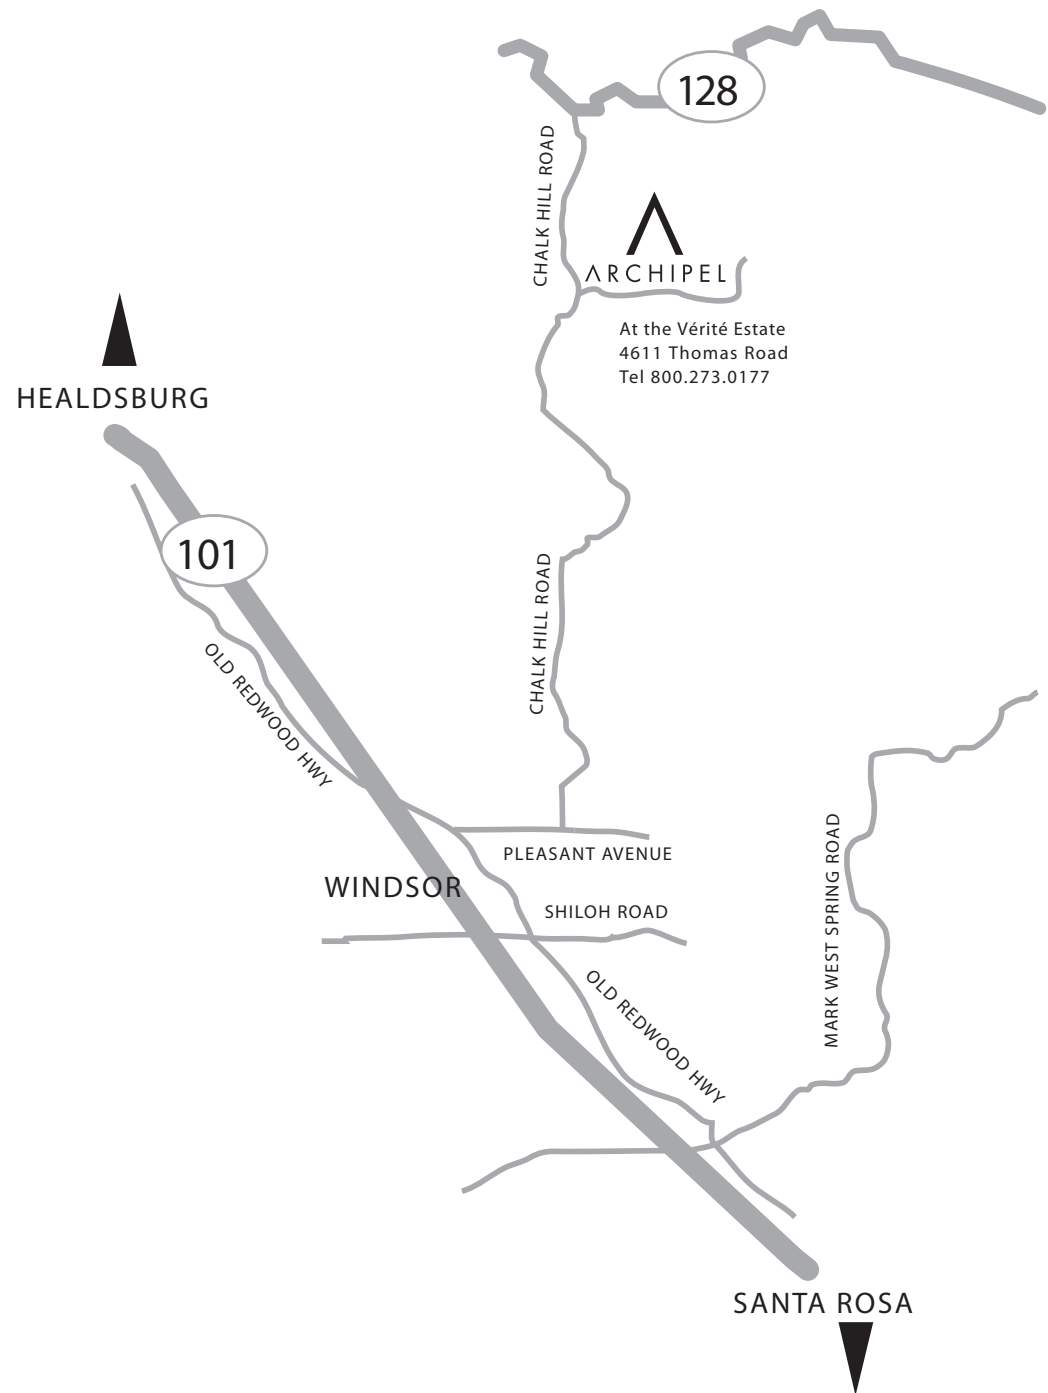 128
CHALK HILL ROAD
ARCHIPEL
At the Vérité Estate
4611 Thomas Road
Tel 800.273.0177
HEALDSBURG
101
OLD REDWOOD HWY
CHALK HILL ROAD
PLEASANT AVENUE
WINDSOR
SHILOH ROAD
MARK WEST SPRING ROAD
OLD REDWOOD HWY
SANTA ROSA